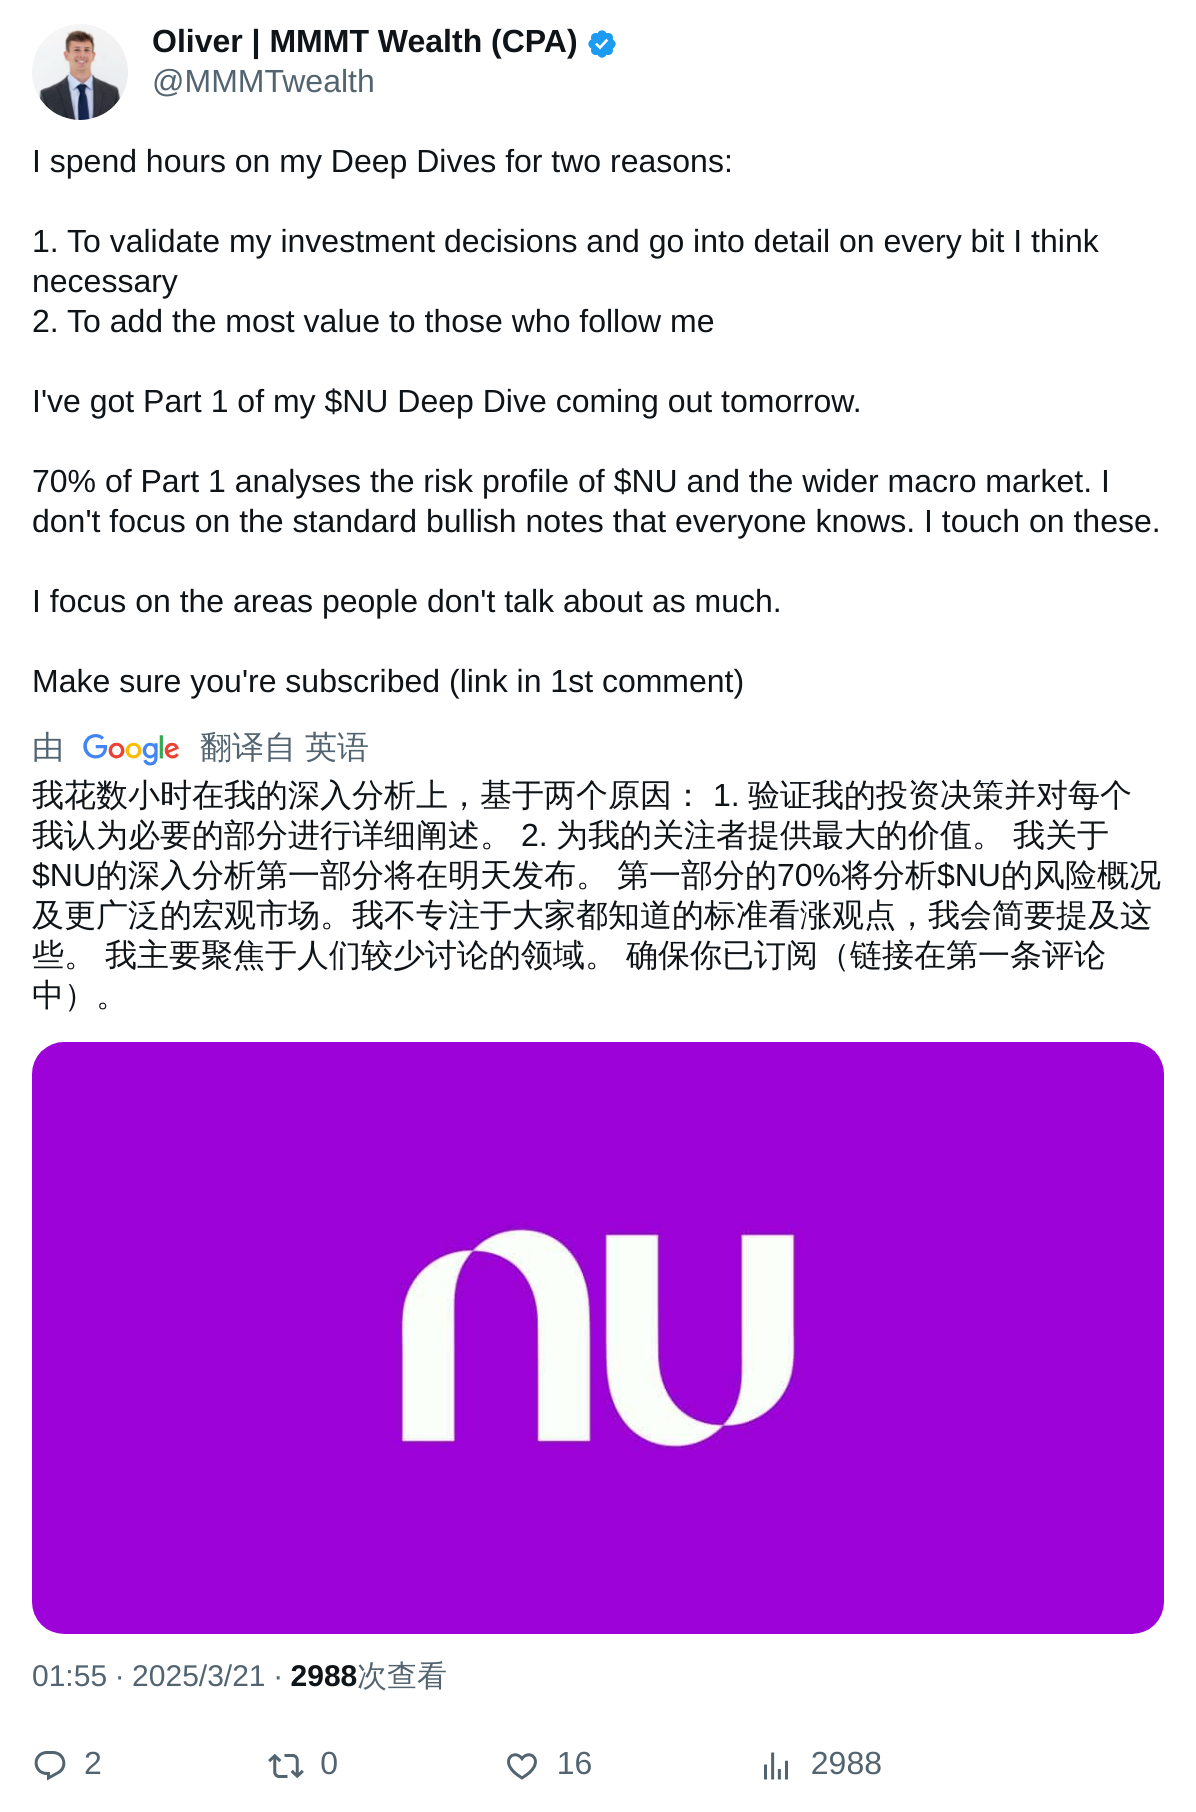 Oliver | MMMT Wealth (CPA)
@MMMTwealth
I spend hours on my Deep Dives for two reasons:
1. To validate my investment decisions and go into detail on every bit I think
necessary
2. To add the most value to those who follow me
I've got Part 1 of my $NU Deep Dive coming out tomorrow.
70% of Part 1 analyses the risk profile of $NU and the wider macro market. I
don't focus on the standard bullish notes that everyone knows. I touch on these.
I focus on the areas people don't talk about as much.
Make sure you're subscribed (link in 1st comment)
由 Google 翻译自 英语
我花数小时在我的深入分析上，基于两个原因： 1. 验证我的投资决策并对每个
我认为必要的部分进行详细阐述。 2. 为我的关注者提供最大的价值。 我关于
$NU的深入分析第一部分将在明天发布。 第一部分的70%将分析$NU的风险概况
及更广泛的宏观市场。我不专注于大家都知道的标准看涨观点，我会简要提及这
些。 我主要聚焦于人们较少讨论的领域。 确保你已订阅（链接在第一条评论
中）。
nu
01:55 · 2025/3/21 · 2988次查看
2 0 16 2988